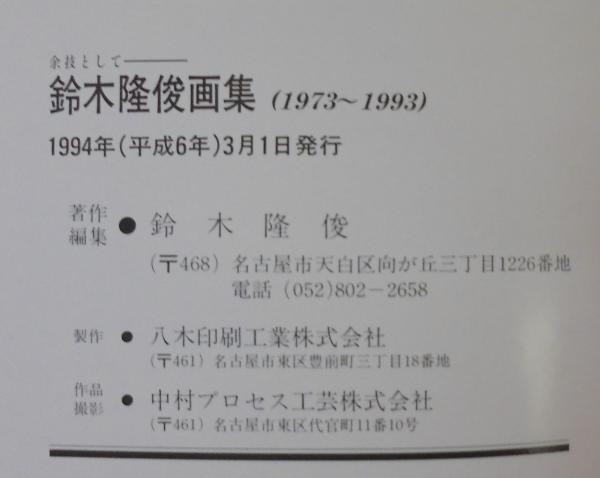 余技として―――
鈴木隆俊画集 (1973～1993)
1994年(平成6年)3月1日発行
著作
編集 ● 鈴木隆俊
(〒468) 名古屋市天白区向が丘三丁目1226番地
電話 (052)802－2658
製作 ● 八木印刷工業株式会社
(〒461) 名古屋市東区豊前町三丁目18番地
作品
撮影 ● 中村プロセス工芸株式会社
(〒461) 名古屋市東区代官町11番10号